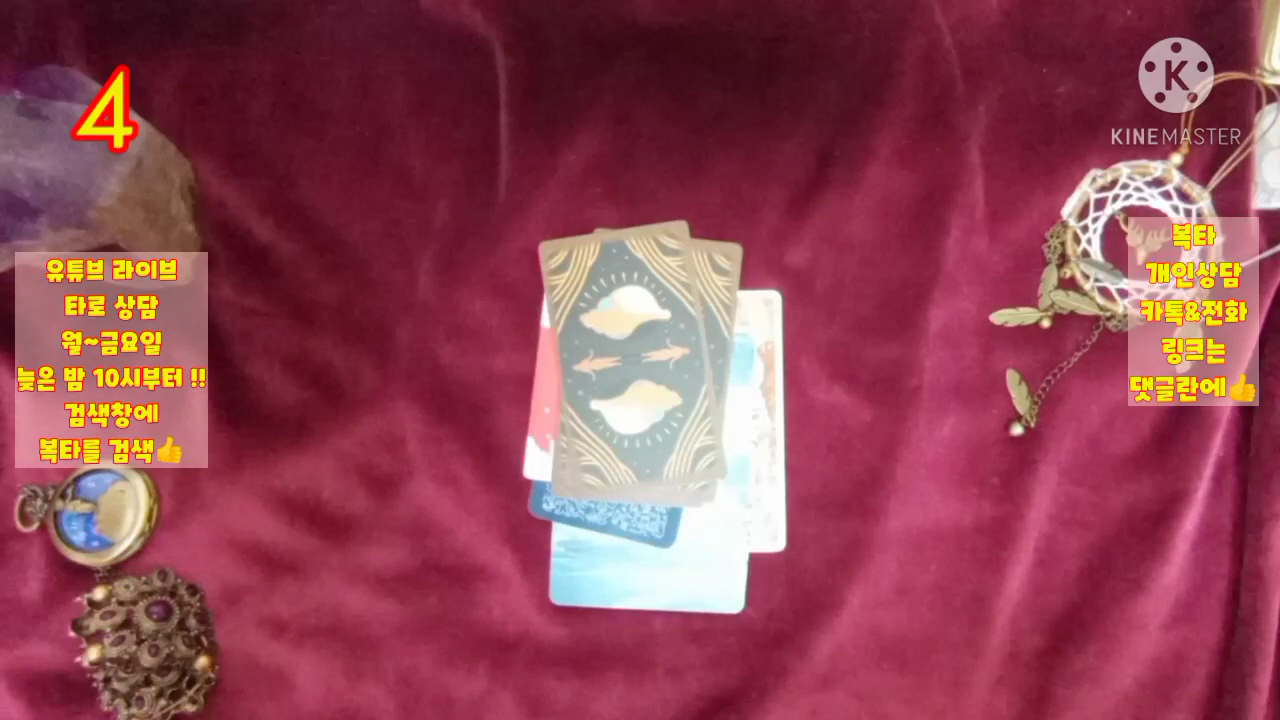 4
KINEMASTER
유튜브 라이브
타로 상담
월~금요일
늦은 밤 10시부터 !!
검색창에
복타를 검색👍
복타
개인상담
카톡&전화
링크는
댓글란에👍